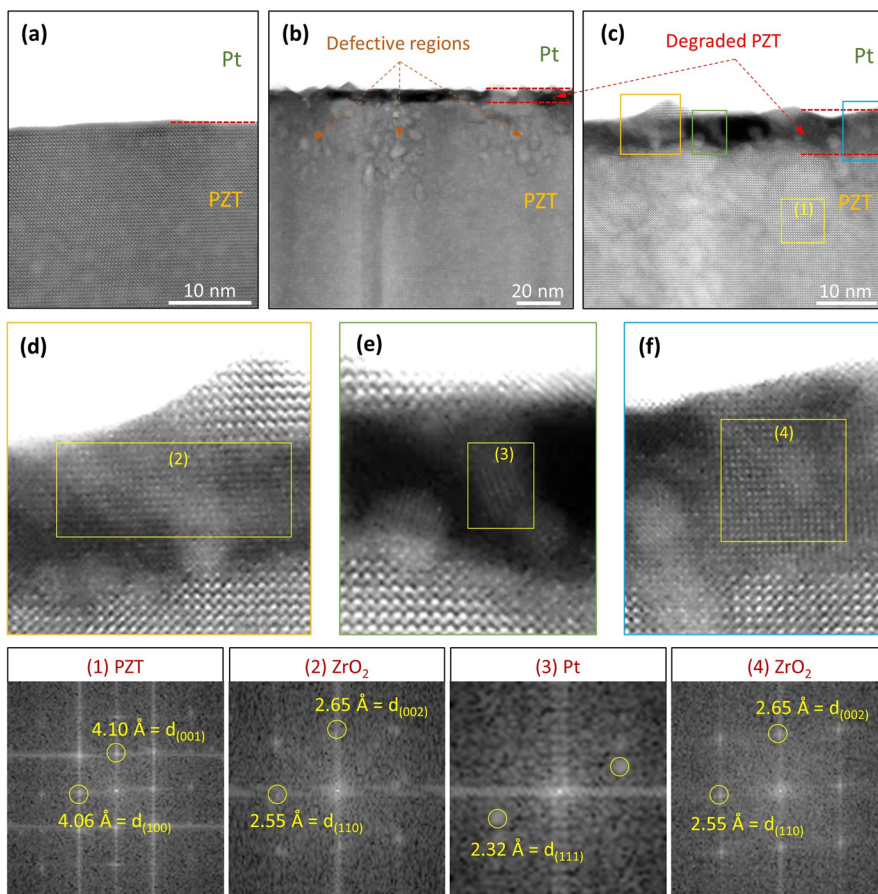 (a)
Pt
PZT
10 nm
(b)
Defective regions
PZT
20 nm
Degraded PZT
(c)
Pt
(1)
PZT
10 nm
(d)
(2)
(e)
(3)
(f)
(4)
(1) PZT
4.10 Å = d(001)
4.06 Å = d(100)
(2) ZrO₂
2.65 Å = d(002)
2.55 Å = d(110)
(3) Pt
2.32 Å = d(111)
(4) ZrO₂
2.65 Å = d(002)
2.55 Å = d(110)